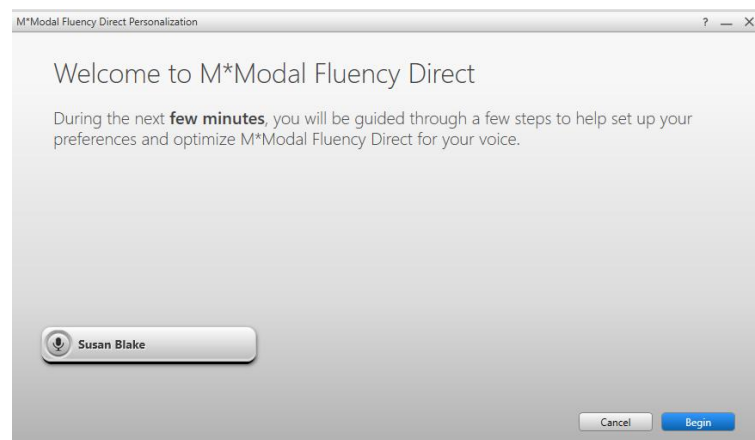 M*Modal Fluency Direct Personalization
Welcome to M*Modal Fluency Direct
During the next few minutes, you will be guided through a few steps to help set up your
preferences and optimize M*Modal Fluency Direct for your voice.
Susan Blake
Cancel Begin